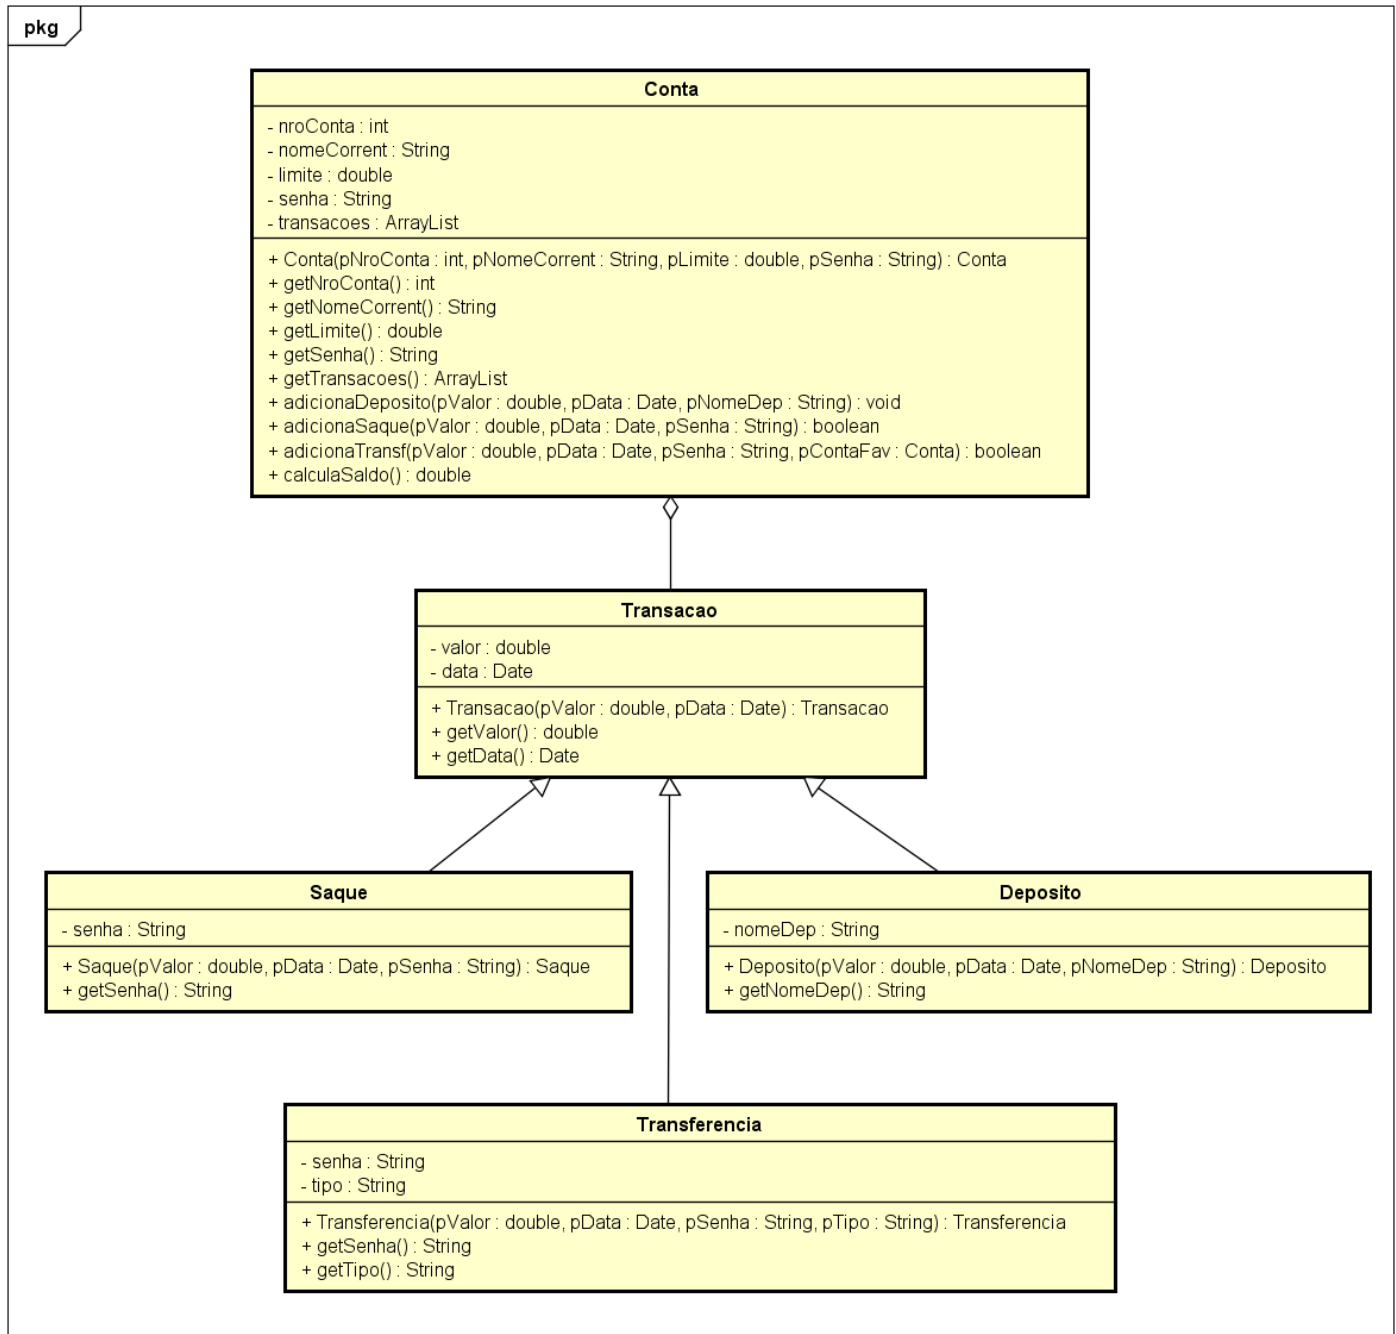 pkg
Conta
- nroConta : int
- nomeCorrent : String
- limite : double
- senha : String
- transacoes : ArrayList
+ Conta(pNroConta : int, pNomeCorrent : String, pLimite : double, pSenha : String) : Conta
+ getNroConta() : int
+ getNomeCorrent() : String
+ getLimite() : double
+ getSenha() : String
+ getTransacoes() : ArrayList
+ adicionaDeposito(pValor : double, pData : Date, pNomeDep : String) : void
+ adicionaSaque(pValor : double, pData : Date, pSenha : String) : boolean
+ adicionaTransf(pValor : double, pData : Date, pSenha : String, pContaFav : Conta) : boolean
+ calculaSaldo() : double
Transacao
- valor : double
- data : Date
+ Transacao(pValor : double, pData : Date) : Transacao
+ getValor() : double
+ getData() : Date
Saque
- senha : String
+ Saque(pValor : double, pData : Date, pSenha : String) : Saque
+ getSenha() : String
Deposito
- nomeDep : String
+ Deposito(pValor : double, pData : Date, pNomeDep : String) : Deposito
+ getNomeDep() : String
Transferencia
- senha : String
- tipo : String
+ Transferencia(pValor : double, pData : Date, pSenha : String, pTipo : String) : Transferencia
+ getSenha() : String
+ getTipo() : String